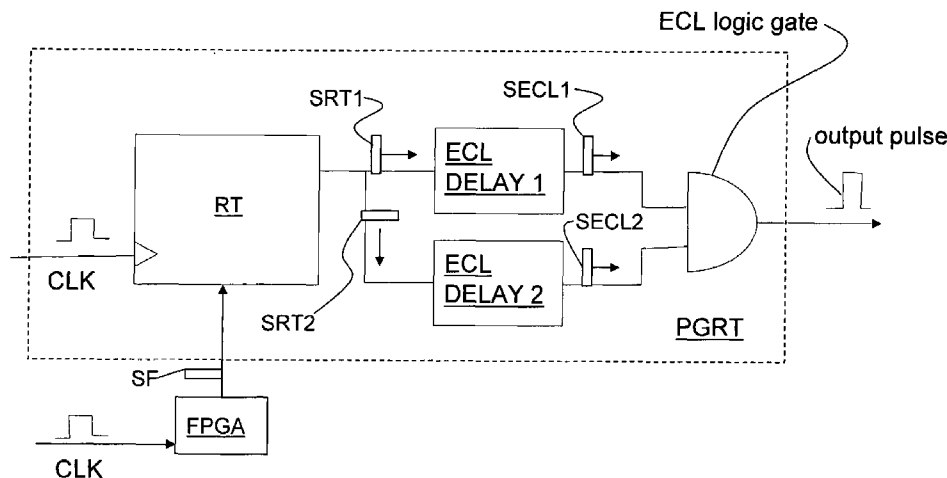 ECL logic gate
SRT1
SECL1
output pulse
ECL
DELAY 1
RT
SECL2
CLK
ECL
DELAY 2
SRT2
PGRT
SF
FPGA
CLK